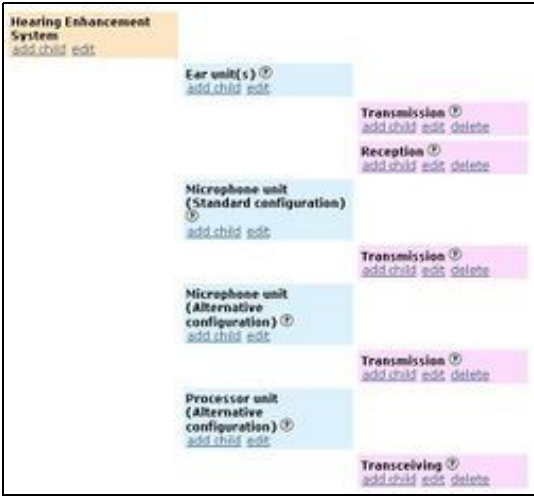 Hearing Enhancement
System
add child edit
Ear unit(s) ?
add child edit
Transmission ?
add child edit delete
Reception ?
add child edit delete
Microphone unit
(Standard configuration)
?
add child edit
Transmission ?
add child edit delete
Microphone unit
(Alternative
configuration) ?
add child edit
Transmission ?
add child edit delete
Processor unit
(Alternative
configuration) ?
add child edit
Transceiving ?
add child edit delete